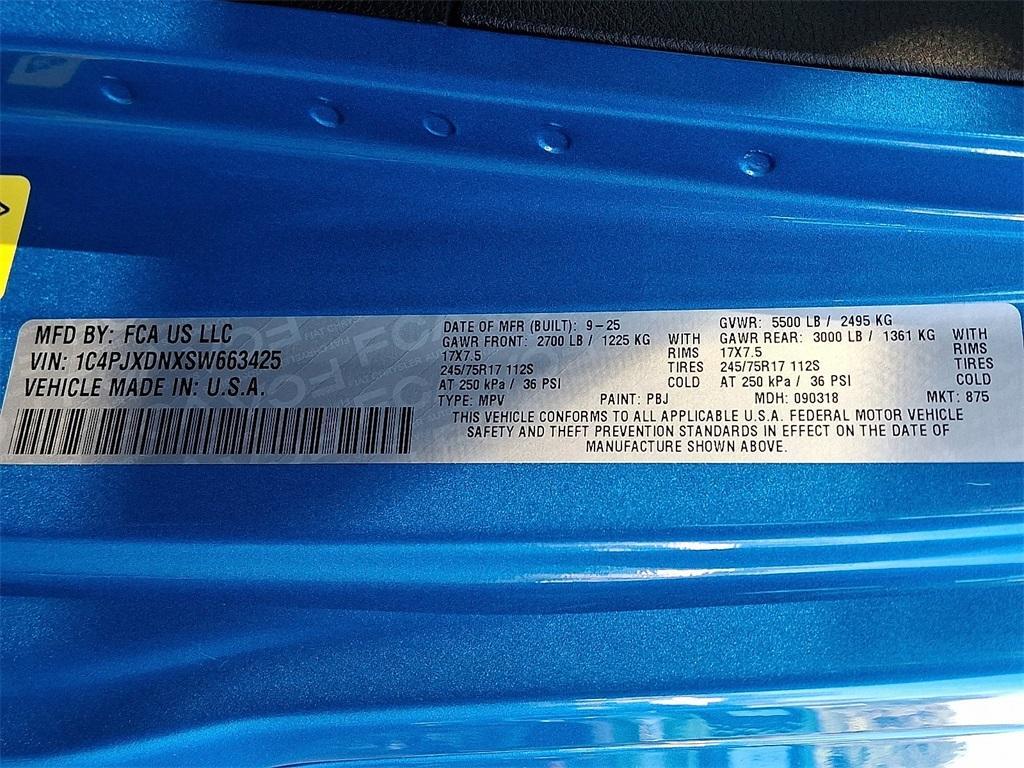 MFD BY: FCA US LLC
VIN: 1C4PJXDNXSW663425
VEHICLE MADE IN: U.S.A.
DATE OF MFR (BUILT): 9-25
GVWR: 5500 LB / 2495 KG
GAWR FRONT: 2700 LB / 1225 KG WITH
17X7.5 RIMS
245/75R17 112S TIRES
AT 250 kPa / 36 PSI COLD
GAWR REAR: 3000 LB / 1361 KG WITH
17X7.5 RIMS
245/75R17 112S TIRES
AT 250 kPa / 36 PSI COLD
TYPE: MPV PAINT: PBJ MDH: 090318 MKT: 875
THIS VEHICLE CONFORMS TO ALL APPLICABLE U.S.A. FEDERAL MOTOR VEHICLE
SAFETY AND THEFT PREVENTION STANDARDS IN EFFECT ON THE DATE OF
MANUFACTURE SHOWN ABOVE.